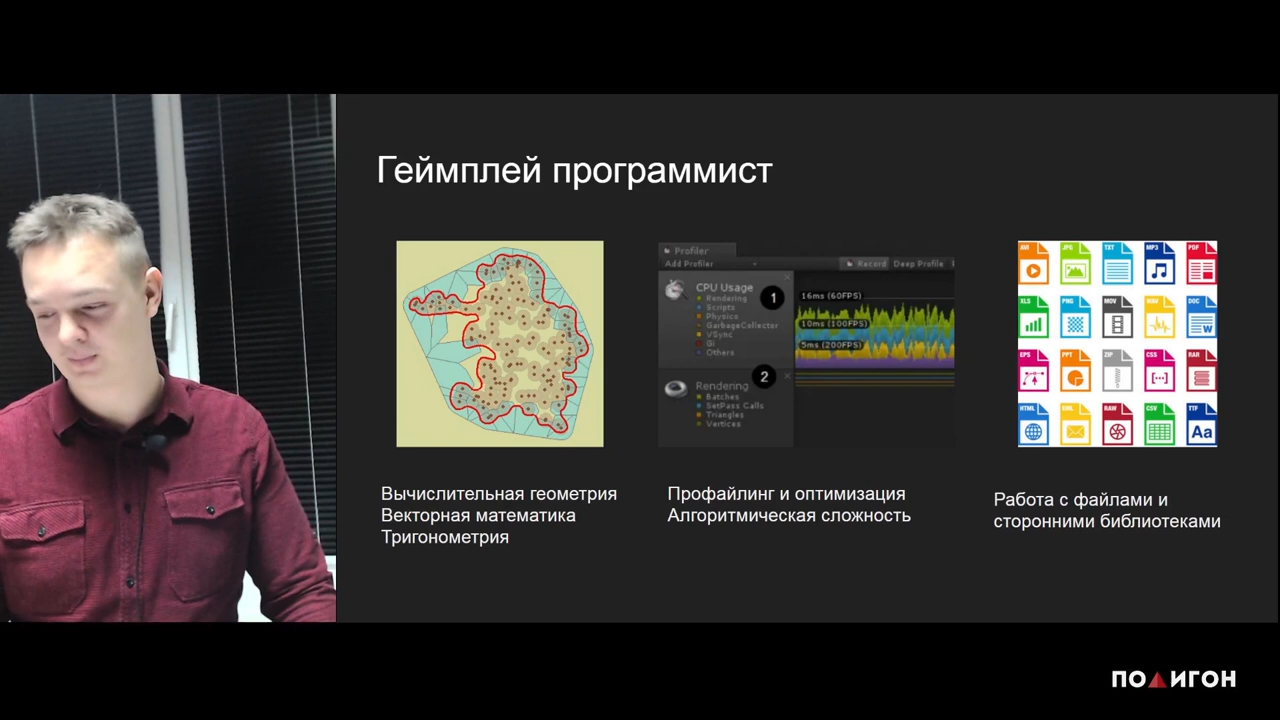 Геймплей программист
Profiler
Add Profiler
Record
Deep Profile
CPU Usage
1
Rendering
Scripts
Physics
GarbageCollector
VSync
Gi
Others
16ms (60FPS)
10ms (100FPS)
5ms (200FPS)
2
Rendering
Batches
SetPass Calls
Triangles
Vertices
AVI JPG TXT MP3 PDF
XLS PNG MOV WAV DOC
W
EPS PPT ZIP CSS RAR
HTML EML RAW CSV TTF
Aa
Вычислительная геометрия
Векторная математика
Тригонометрия
Профайлинг и оптимизация
Алгоритмическая сложность
Работа с файлами и
сторонними библиотеками
ПОЛИГОН